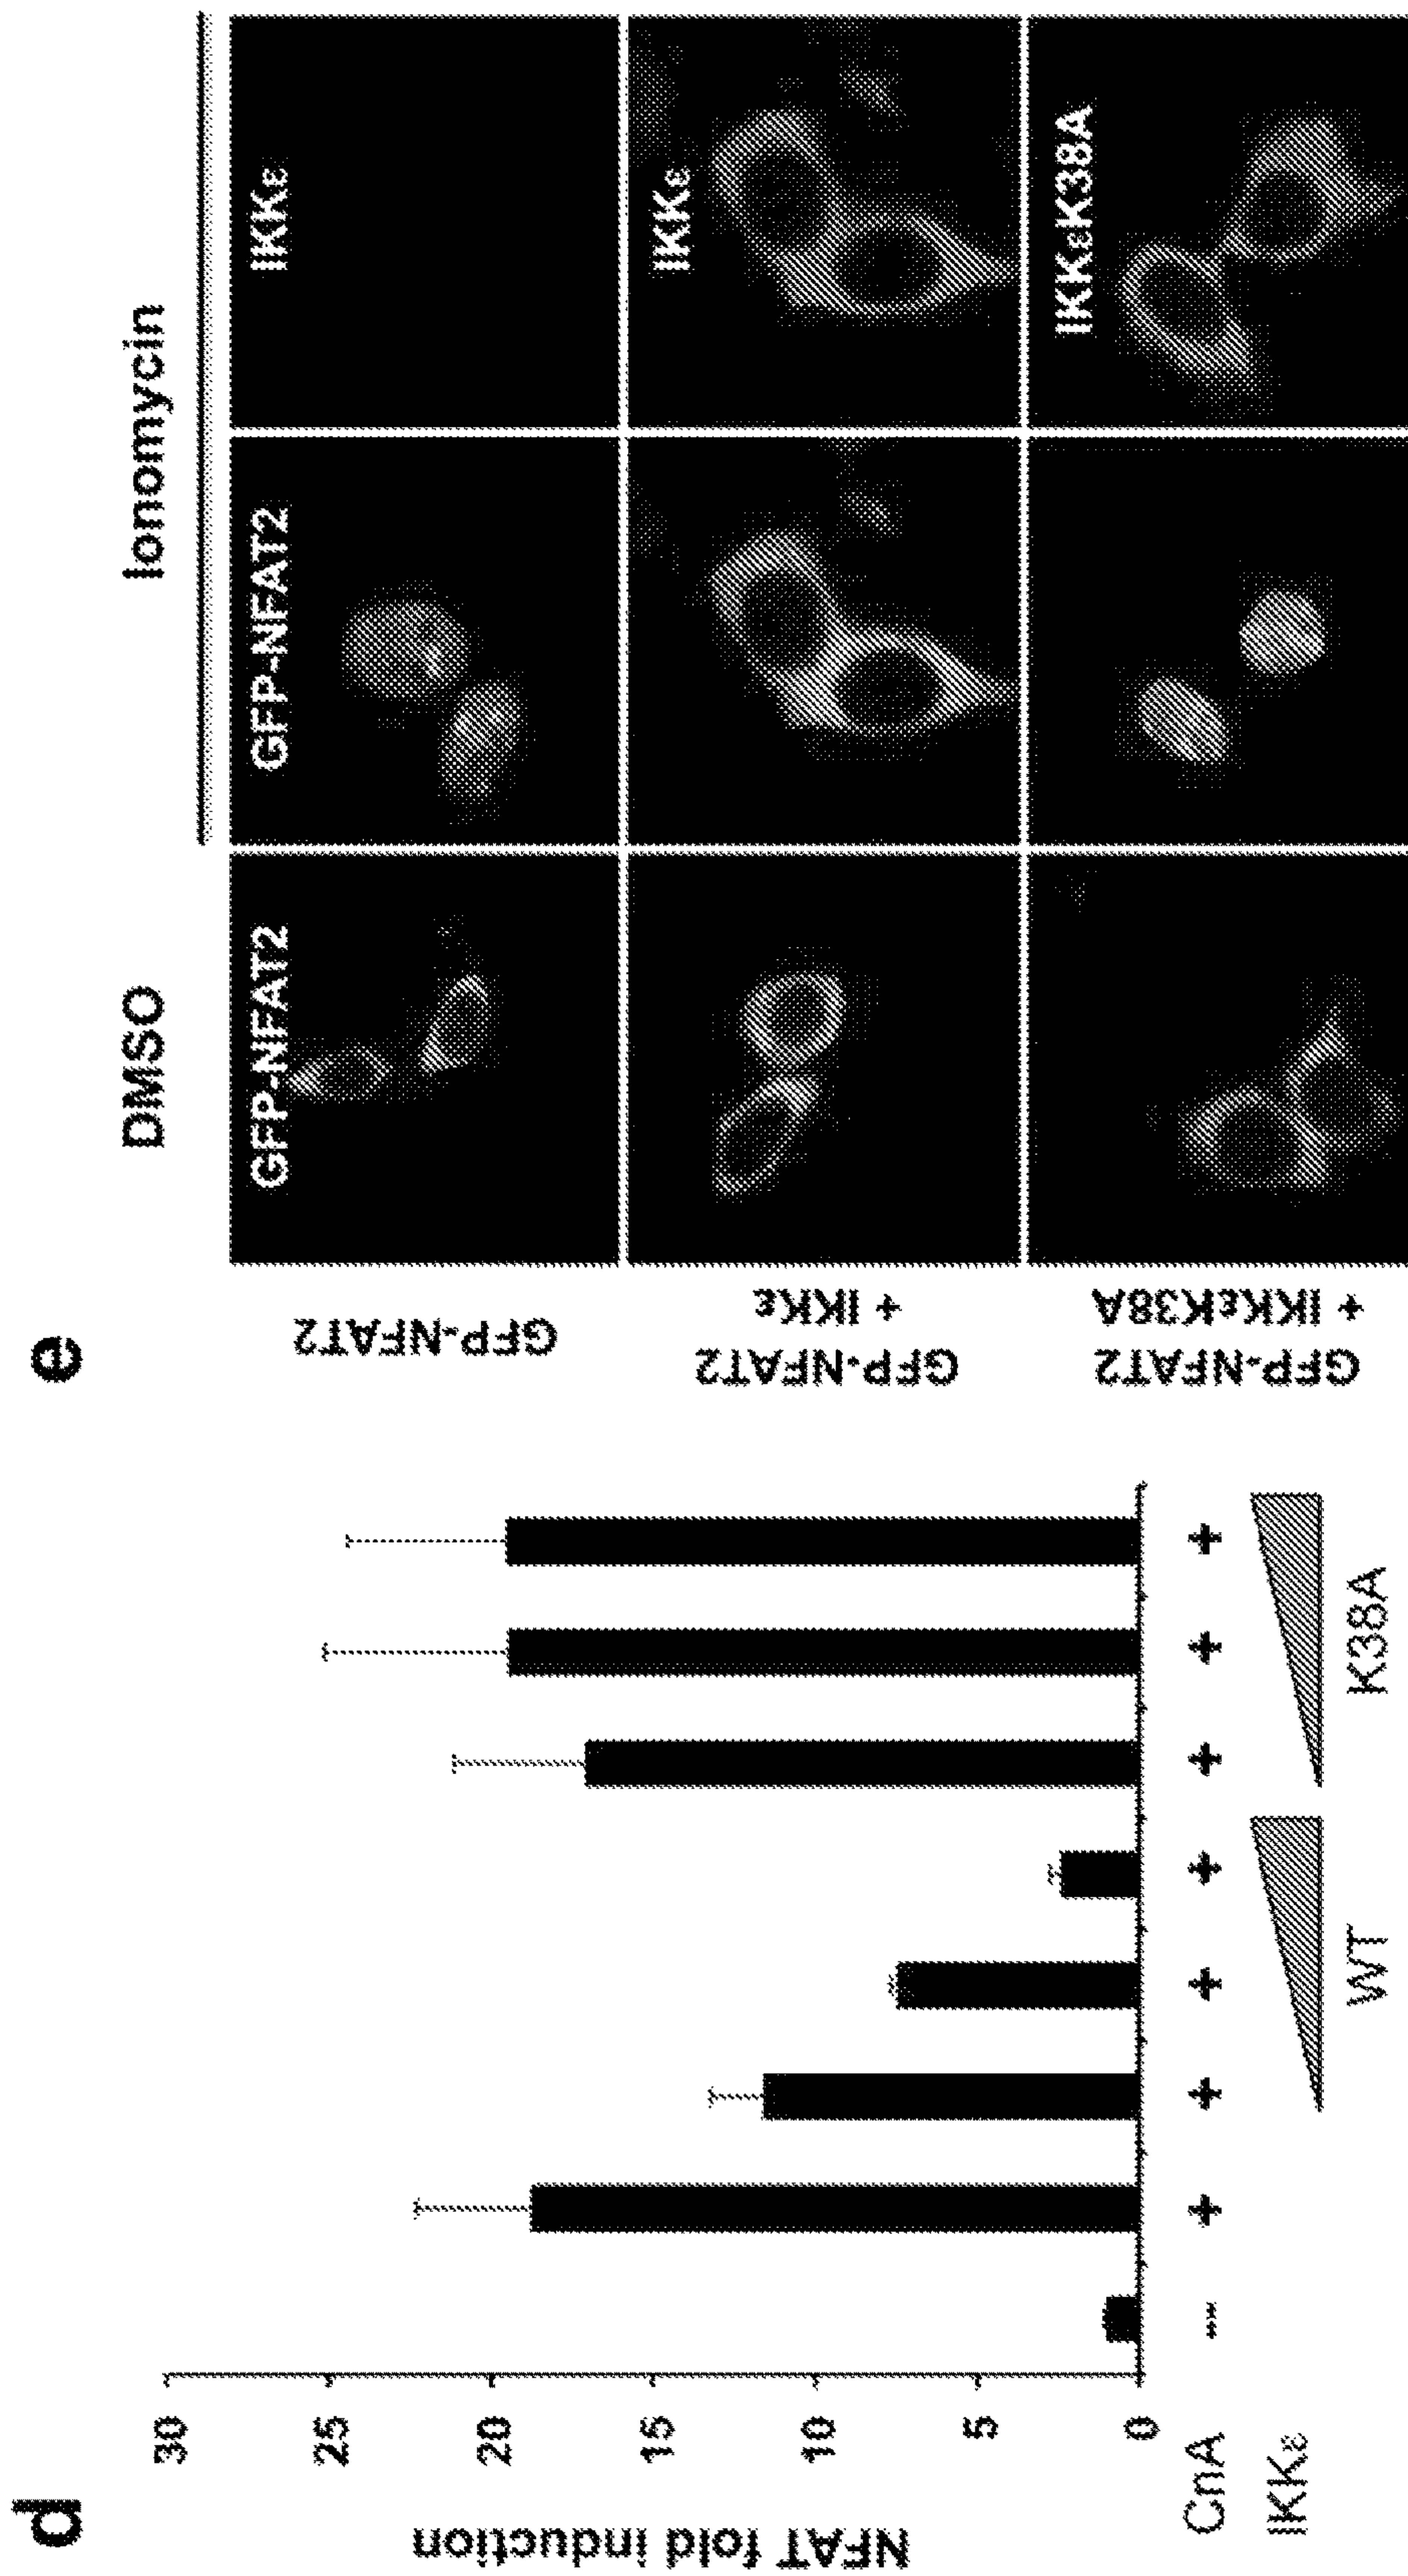 d
NFAT fold induction
30
25
20
15
10
5
0
CnA
--
+
+
+
+
+
+
+
IKKε
WT
K38A
e
DMSO
Ionomycin
GFP-NFAT2
GFP-NFAT2
GFP-NFAT2
IKKε
GFP-NFAT2
+ IKKε
IKKε
GFP-NFAT2
+ IKKεK38A
IKKεK38A